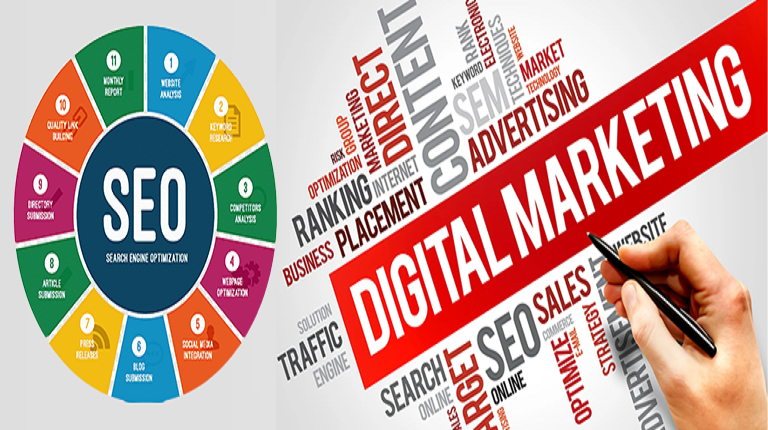 SEO
SEARCH ENGINE OPTIMIZATION
1
WEBSITE
ANALYSIS
2
KEYWORD
RESEARCH
3
COMPETITORS
ANALYSIS
4
WEBPAGE
OPTIMIZATION
5
SOCIAL MEDIA
INTEGRATION
6
BLOG
SUBMISSION
7
PRESS
RELEASES
8
ARTICLE
SUBMISSION
9
DIRECTORY
SUBMISSION
10
QUALITY LINK
BUILDING
11
MONTHLY
REPORT
RISK
OPTIMIZATION
GROUP
MARKETING
DIRECT
CONTENT
RANK
ELECTRONIC
KEYWORD
TECHNIQUES
WEBSITE
SEM
MARKET
TECHNOLOGY
ADVERTISING
RANKING
INTERNET
BUSINESS
PLACEMENT
DIGITAL MARKETING
WEBSITE
SOLUTION
TRAFFIC
ENGINE
SEARCH
ONLINE
SALES
SEO
ONLINE
SALES
COMMERCE
E-MAIL
OPTIMIZE
STRATEGY